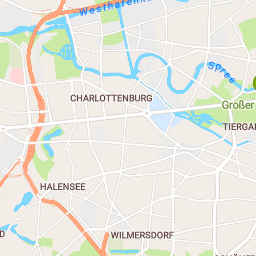 Westhafenk
Spree
CHARLOTTENBURG
Großer
TIERGA
HALENSEE
WILMERSDORF